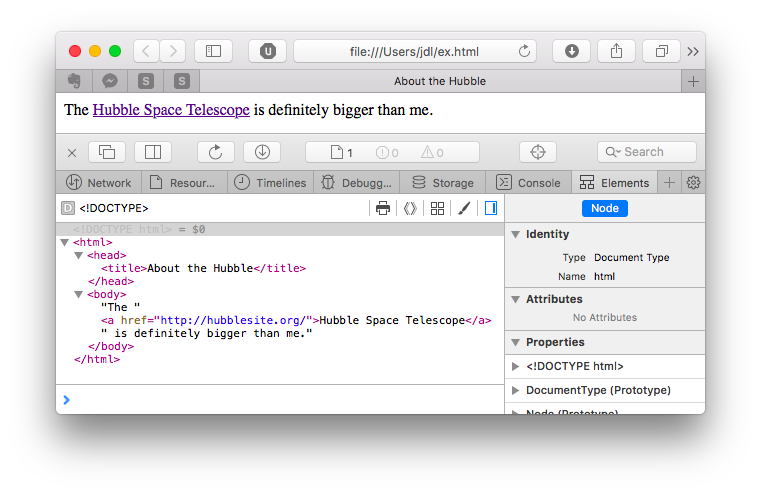 file:///Users/jdl/ex.html
S S About the Hubble
The Hubble Space Telescope is definitely bigger than me.
1 0 0 Search
Network Resour... Timelines Debugg... Storage Console Elements
D <!DOCTYPE> Node
<!DOCTYPE html> = $0
<html>
<head>
<title>About the Hubble</title>
</head>
<body>
"The "
<a href="http://hubblesite.org/">Hubble Space Telescope</a>
" is definitely bigger than me."
</body>
</html>
Identity
Type Document Type
Name html
Attributes
No Attributes
Properties
<!DOCTYPE html>
DocumentType (Prototype)
Node (Prototype)